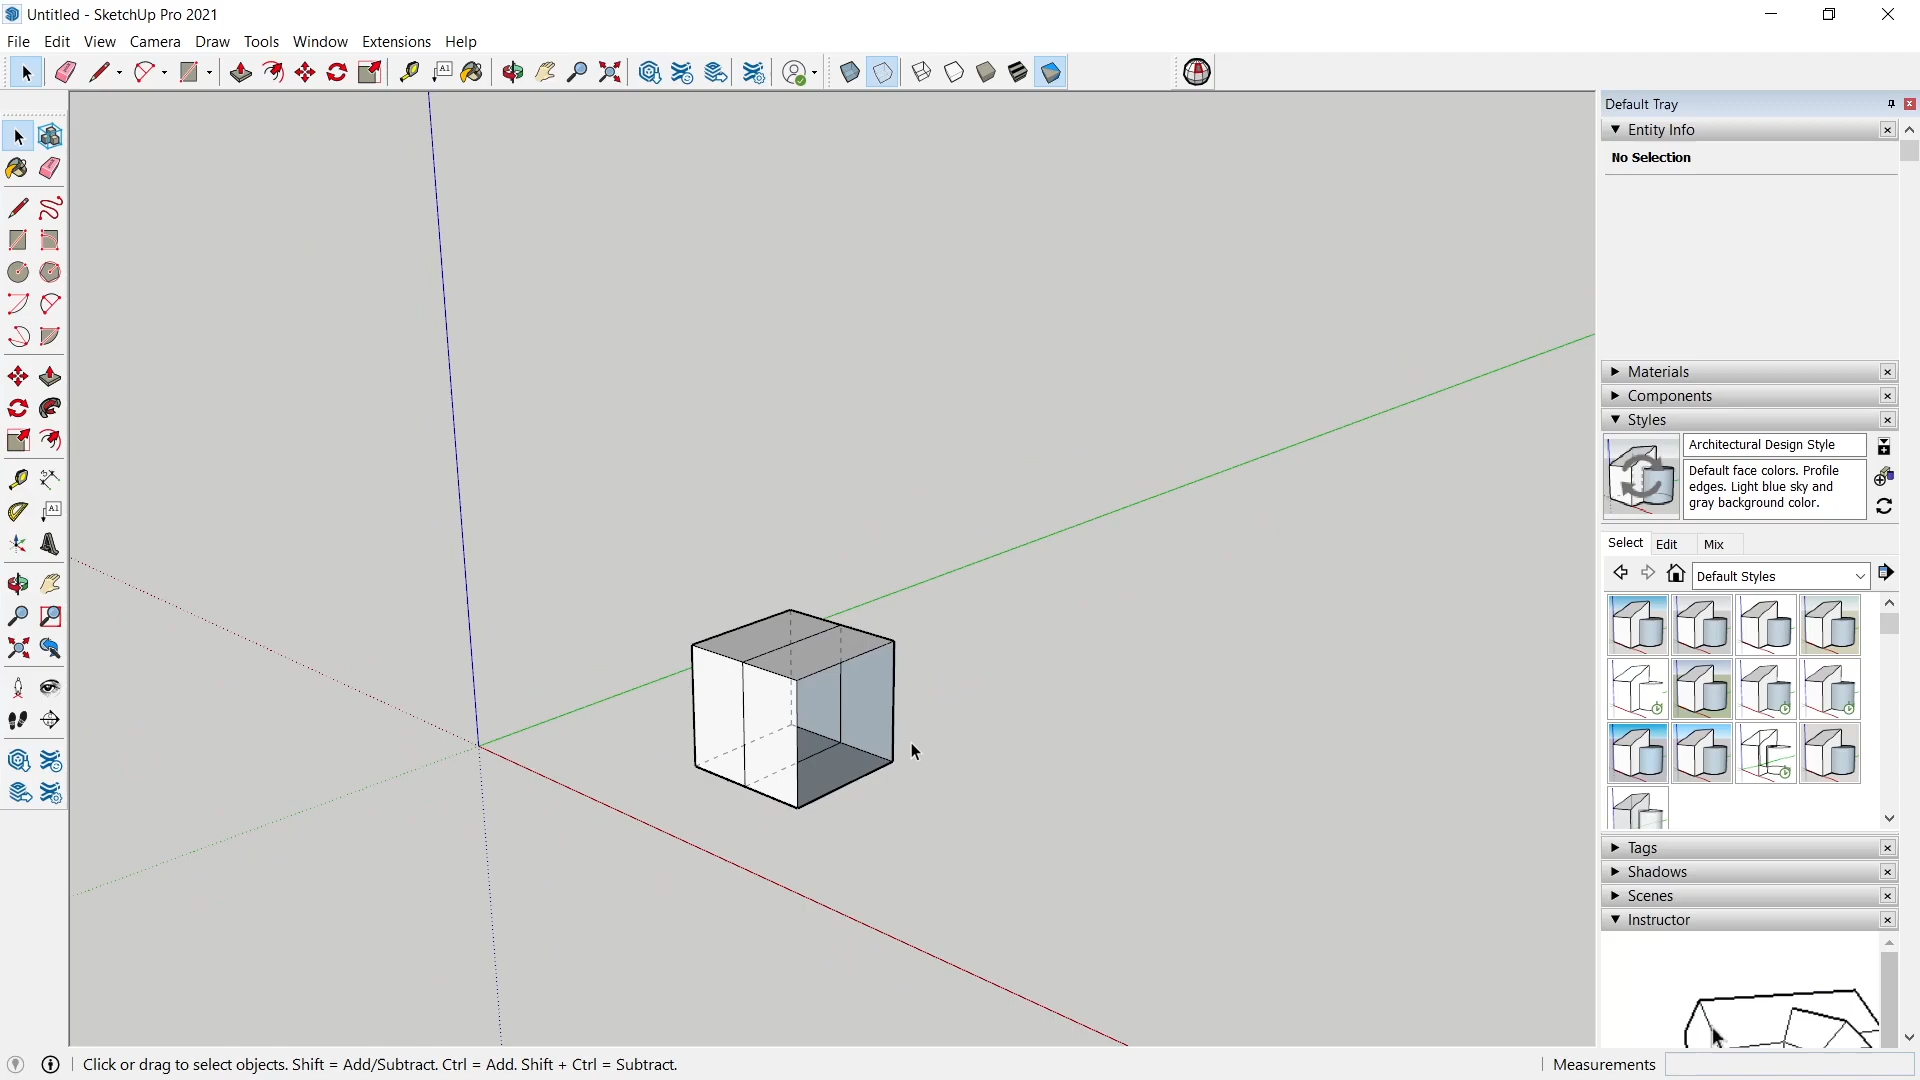 Untitled - SketchUp Pro 2021
File Edit View Camera Draw Tools Window Extensions Help
A1
Default Tray
Entity Info
No Selection
A1
Materials
Components
Styles
Architectural Design Style
Default face colors. Profile
edges. Light blue sky and
gray background color.
Select Edit Mix
Default Styles
Tags
Shadows
Scenes
Instructor
Click or drag to select objects. Shift = Add/Subtract. Ctrl = Add. Shift + Ctrl = Subtract.
Measurements